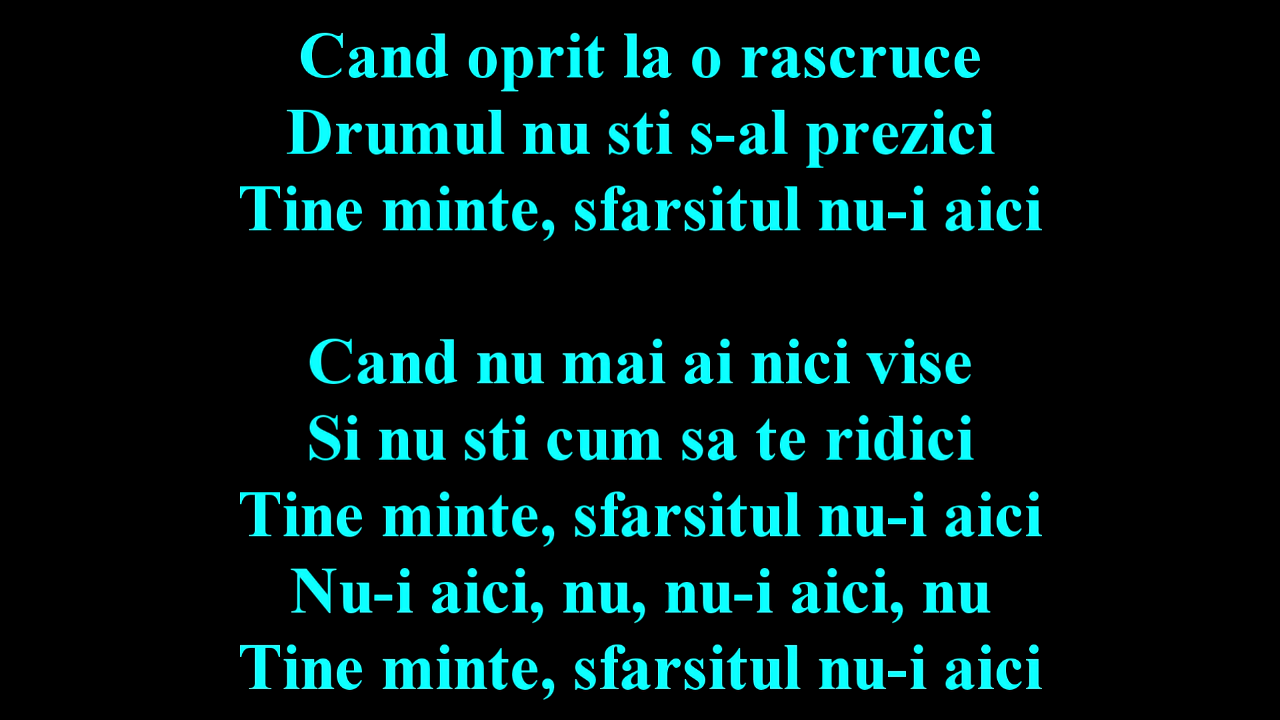 Cand oprit la o rascruce
Drumul nu sti s-al prezici
Tine minte, sfarsitul nu-i aici
Cand nu mai ai nici vise
Si nu sti cum sa te ridici
Tine minte, sfarsitul nu-i aici
Nu-i aici, nu, nu-i aici, nu
Tine minte, sfarsitul nu-i aici